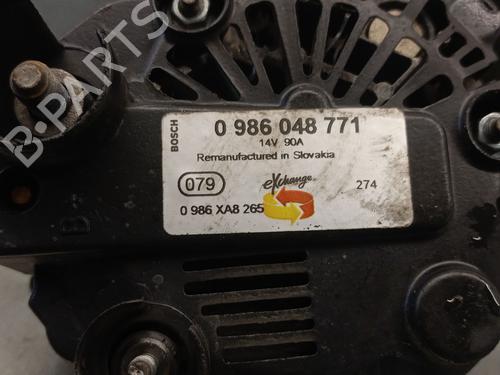 B-PARTS
BOSCH
0 986 048 771
14V 90A
Remanufactured in Slovakia
079
eXchange
274
0 986 XA8 265
B